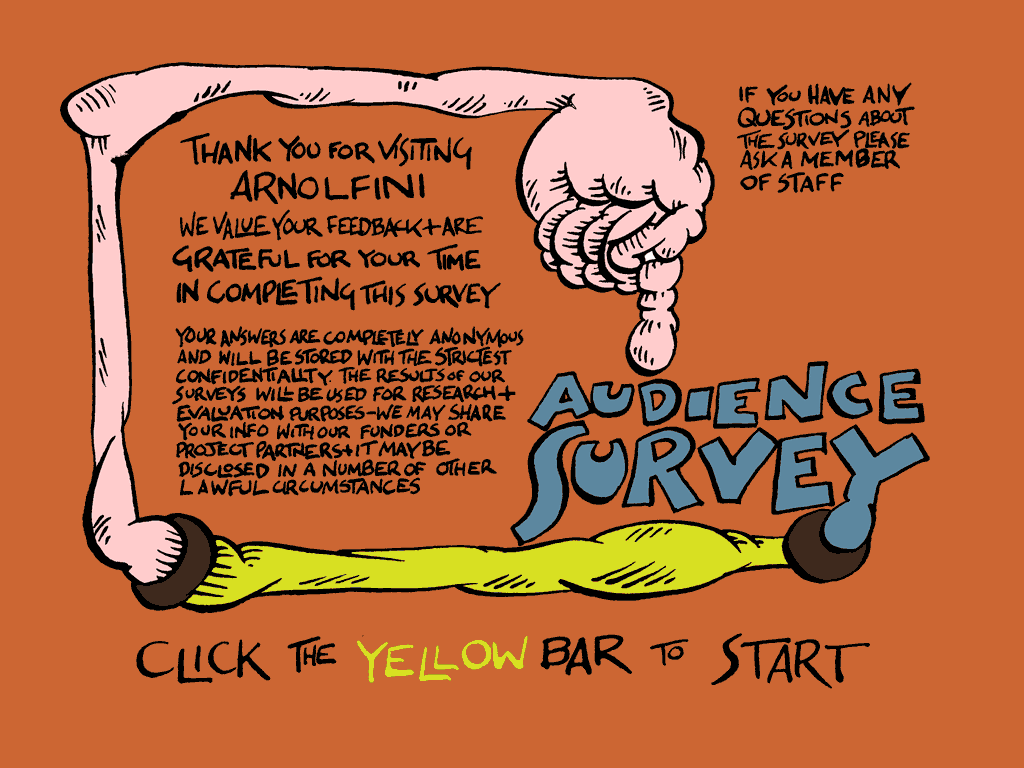 THANK YOU FOR VISITING
ARNOLFINI
WE VALUE YOUR FEEDBACK + ARE
GRATEFUL FOR YOUR TIME
IN COMPLETING THIS SURVEY
YOUR ANSWERS ARE COMPLETELY ANONYMOUS
AND WILL BE STORED WITH THE STRICTEST
CONFIDENTIALITY. THE RESULTS OF OUR
SURVEYS WILL BE USED FOR RESEARCH +
EVALUATION PURPOSES - WE MAY SHARE
YOUR INFO WITH OUR FUNDERS OR
PROJECT PARTNERS + IT MAY BE
DISCLOSED IN A NUMBER OF OTHER
LAWFUL CIRCUMSTANCES
IF YOU HAVE ANY
QUESTIONS ABOUT
THE SURVEY PLEASE
ASK A MEMBER
OF STAFF
AUDIENCE
SURVEY
CLICK THE YELLOW BAR TO START